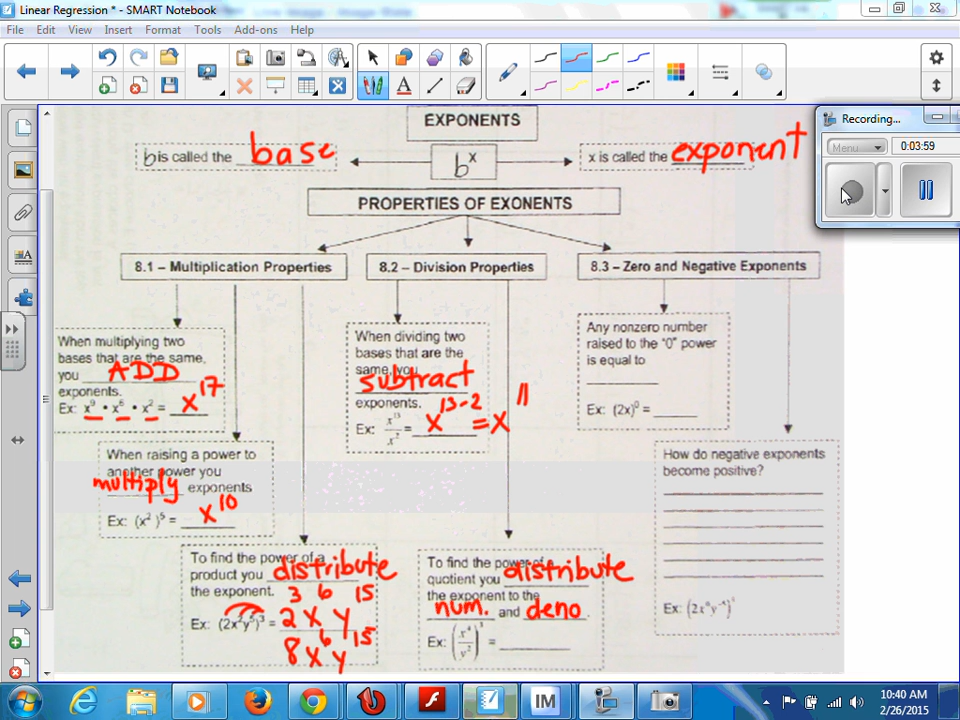 Linear Regression * - SMART Notebook
File Edit View Insert Format Tools Add-ons Help
Recording...
Menu 0:03:59
EXPONENTS
b is called the base
b^x
x is called the exponent
PROPERTIES OF EXONENTS
8.1 – Multiplication Properties
8.2 – Division Properties
8.3 – Zero and Negative Exponents
When multiplying two
bases that are the same,
you ADD
exponents.
Ex: x^9 • x^6 • x^2 = x^17
When raising a power to
another power you
multiply exponents
Ex: (x^2)^5 = x^10
To find the power of a
product you distribute
the exponent.
Ex: (2x^2y^5)^3 = 2^3 x^6 y^15
8x^6y^15
When dividing two
bases that are the
same, you
subtract
exponents.
Ex: x^13/x^2 = x^13-2 = x^11
To find the power of a
quotient you distribute
the exponent to the
num. and deno.
Ex: (x^4/y^2)^3 =
Any nonzero number
raised to the “0” power
is equal to
Ex: (2x)^0 =
How do negative exponents
become positive?
A
10:40 AM
2/26/2015
IM